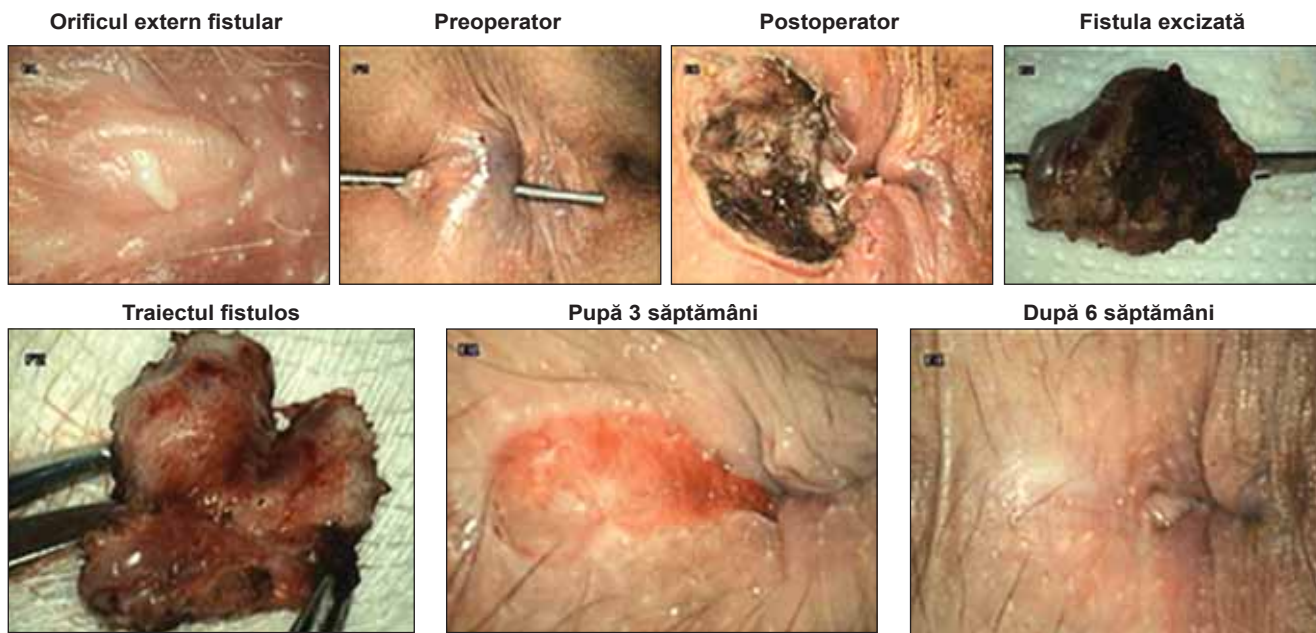 Orificul extern fistular
Preoperator
Postoperator
Fistula excizată
Traiectul fistulos
Pupă 3 săptămâni
După 6 săptămâni